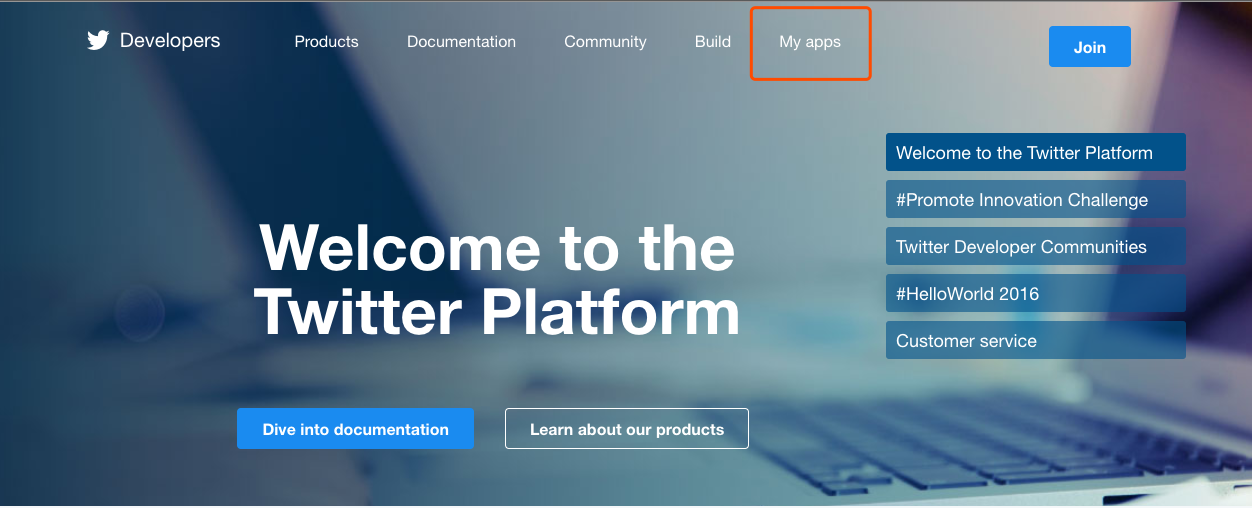 Developers
Products
Documentation
Community
Build
My apps
Join
Welcome to the Twitter Platform
#Promote Innovation Challenge
Twitter Developer Communities
#HelloWorld 2016
Customer service
Welcome to the
Twitter Platform
Dive into documentation
Learn about our products